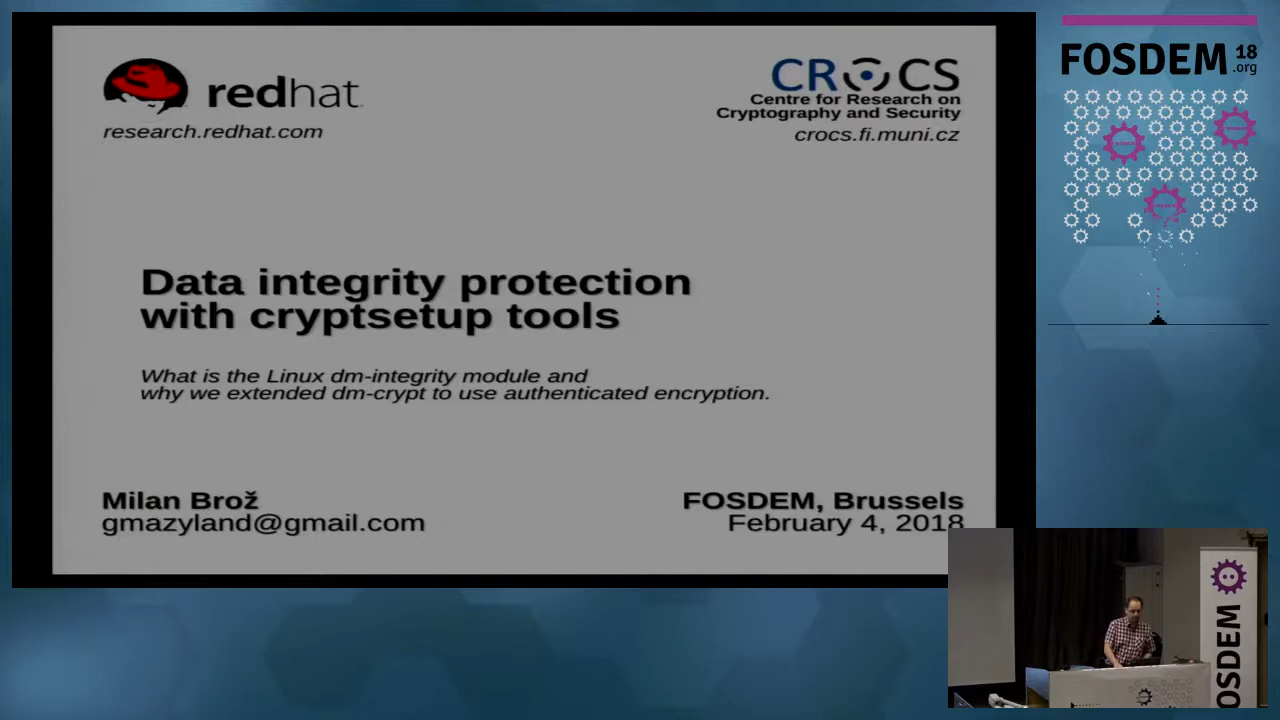 redhat.
research.redhat.com
CROCS
Centre for Research on
Cryptography and Security
crocs.fi.muni.cz
Data integrity protection
with cryptsetup tools
What is the Linux dm-integrity module and
why we extended dm-crypt to use authenticated encryption.
Milan Brož
gmazyland@gmail.com
FOSDEM, Brussels
February 4, 2018
FOSDEM 18
.org
FOSDEM